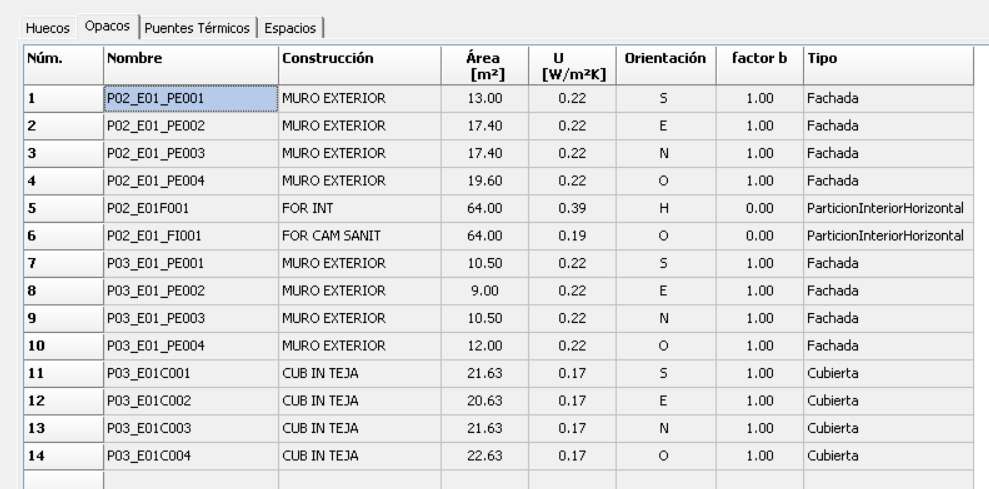 Huecos Opacos Puentes Térmicos Espacios
Núm. Nombre Construcción Área [m²] U [W/m²K] Orientación factor b Tipo
1 P02_E01_PE001 MURO EXTERIOR 13.00 0.22 S 1.00 Fachada
2 P02_E01_PE002 MURO EXTERIOR 17.40 0.22 E 1.00 Fachada
3 P02_E01_PE003 MURO EXTERIOR 17.40 0.22 N 1.00 Fachada
4 P02_E01_PE004 MURO EXTERIOR 19.60 0.22 O 1.00 Fachada
5 P02_E01F001 FOR INT 64.00 0.39 H 0.00 ParticionInteriorHorizontal
6 P02_E01_FI001 FOR CAM SANIT 64.00 0.19 O 0.00 ParticionInteriorHorizontal
7 P03_E01_PE001 MURO EXTERIOR 10.50 0.22 S 1.00 Fachada
8 P03_E01_PE002 MURO EXTERIOR 9.00 0.22 E 1.00 Fachada
9 P03_E01_PE003 MURO EXTERIOR 10.50 0.22 N 1.00 Fachada
10 P03_E01_PE004 MURO EXTERIOR 12.00 0.22 O 1.00 Fachada
11 P03_E01C001 CUB IN TEJA 21.63 0.17 S 1.00 Cubierta
12 P03_E01C002 CUB IN TEJA 20.63 0.17 E 1.00 Cubierta
13 P03_E01C003 CUB IN TEJA 21.63 0.17 N 1.00 Cubierta
14 P03_E01C004 CUB IN TEJA 22.63 0.17 O 1.00 Cubierta